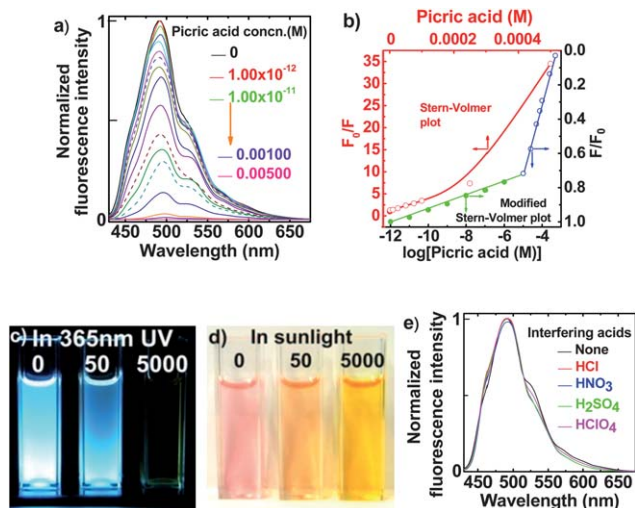 a)
Picric acid concn.(M)
0
1.00x10⁻¹²
1.00x10⁻¹¹
0.00100
0.00500
1
0
Normalized
fluorescence intensity
450 500 550 600 650
Wavelength (nm)
b)
Picric acid (M)
0 0.0002 0.0004
35
30
25
20
15
10
5
0
F₀/F
Stern-Volmer
plot
Modified
Stern-Volmer plot
0.0
0.2
0.4
0.6
0.8
1.0
F/F₀
-12 -10 -8 -6 -4 -2
log[Picric acid (M)]
c) In 365nm UV
0 50 5000
d) In sunlight
0 50 5000
e)
Interfering acids
None
HCl
HNO₃
H₂SO₄
HClO₄
1
0
Normalized
fluorescence intensity
450 500 550 600 650
Wavelength (nm)